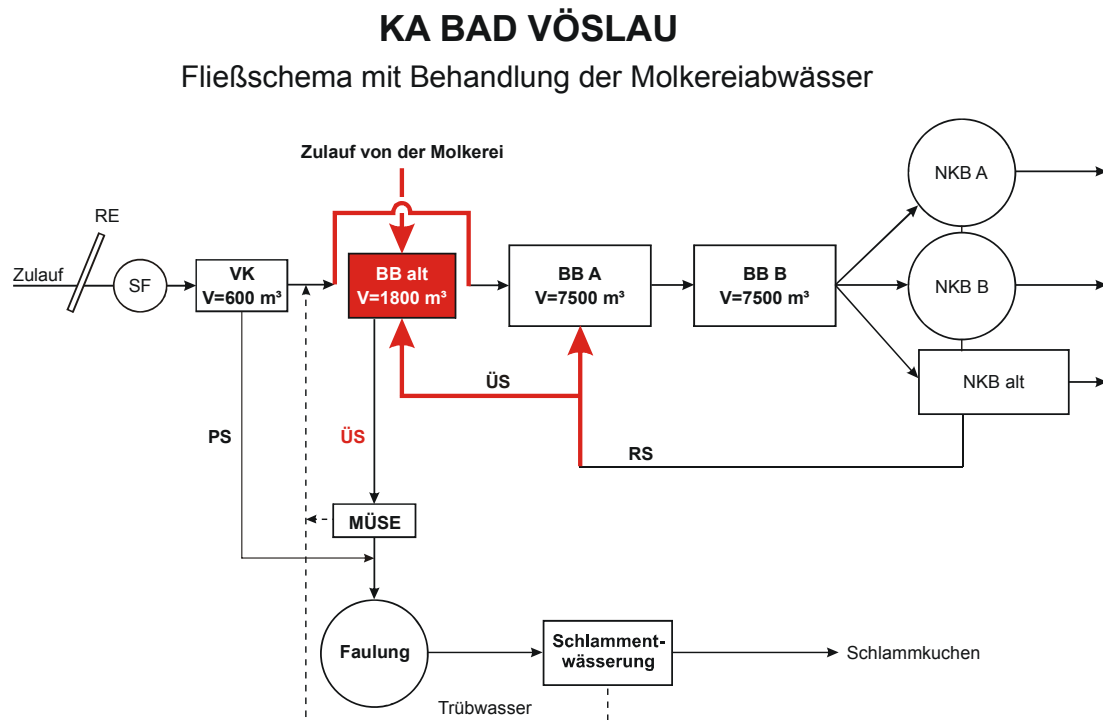 KA BAD VÖSLAU
Fließschema mit Behandlung der Molkereiabwässer
Zulauf von der Molkerei
NKB A
RE
Zulauf
SF
VK
V=600 m³
BB alt
V=1800 m³
BB A
V=7500 m³
BB B
V=7500 m³
NKB B
NKB alt
ÜS
PS
ÜS
RS
MÜSE
Faulung
Schlamment-
wässerung
Schlammkuchen
Trübwasser